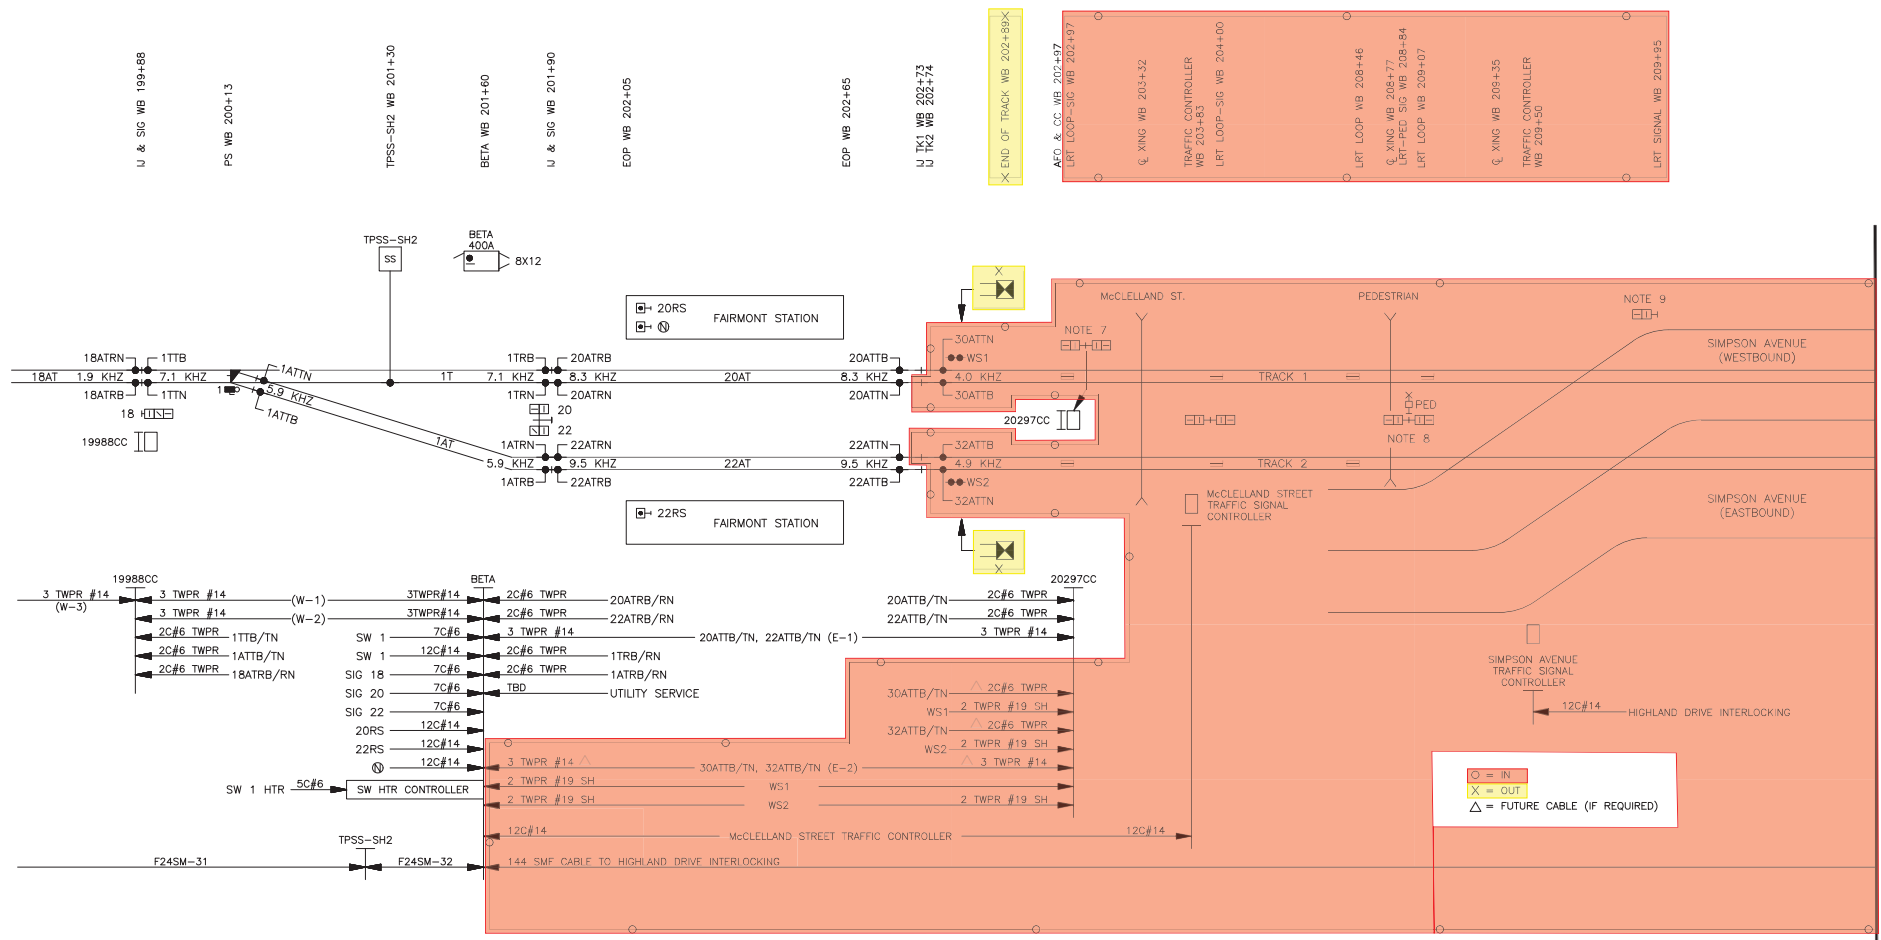 IJ & SIG WB 199+88
PS WB 200+13
TPSS-SH2 WB 201+30
BETA WB 201+60
IJ & SIG WB 201+90
EOP WB 202+05
EOP WB 202+65
IJ TK1 WB 202+73
IJ TK2 WB 202+74
END OF TRACK WB 202+89
AFO & CC WB 202+97
LRT LOOP-SIG WB 202+97
℄ XING WB 203+32
TRAFFIC CONTROLLER
WB 203+83
LRT LOOP-SIG WB 204+00
LRT LOOP WB 208+46
℄ XING WB 208+77
LRT-PED SIG WB 208+84
LRT LOOP WB 209+07
℄ XING WB 209+35
TRAFFIC CONTROLLER
WB 209+50
LRT SIGNAL WB 209+95
TPSS-SH2
SS
BETA
400A
8X12
20RS
N
FAIRMONT STATION
X
McCLELLAND ST.
PEDESTRIAN
NOTE 9
NOTE 7
SIMPSON AVENUE
(WESTBOUND)
18ATRN
1TTB
1ATTN
1TRB
20ATRB
20ATTB
30ATTN
WS1
18AT
1.9 KHZ
7.1 KHZ
1T
7.1 KHZ
8.3 KHZ
20AT
8.3 KHZ
4.0 KHZ
TRACK 1
18ATRB
1TTN
1
5.9 KHZ
1ATTB
1TRN
20ATRN
20ATTN
30ATTB
18
20
22
20297CC
PED
NOTE 8
19988CC
1AT
1ATRN
22ATRN
22ATTN
32ATTB
5.9 KHZ
9.5 KHZ
22AT
9.5 KHZ
4.9 KHZ
TRACK 2
1ATRB
22ATRB
22ATTB
WS2
32ATTN
McCLELLAND STREET
TRAFFIC SIGNAL
CONTROLLER
SIMPSON AVENUE
(EASTBOUND)
22RS
FAIRMONT STATION
X
19988CC
BETA
20297CC
3 TWPR #14
(W-3)
3 TWPR #14
(W-1)
3TWPR#14
2C#6 TWPR
20ATRB/RN
20ATTB/TN
2C#6 TWPR
3 TWPR #14
(W-2)
3TWPR#14
2C#6 TWPR
22ATRB/RN
22ATTB/TN
2C#6 TWPR
2C#6 TWPR
1TTB/TN
SW 1
7C#6
3 TWPR #14
20ATTB/TN, 22ATTB/TN (E-1)
3 TWPR #14
2C#6 TWPR
1ATTB/TN
SW 1
12C#14
2C#6 TWPR
1TRB/RN
2C#6 TWPR
18ATRB/RN
SIG 18
7C#6
2C#6 TWPR
1ATRB/RN
SIG 20
7C#6
TBD
UTILITY SERVICE
30ATTB/TN
2C#6 TWPR
SIG 22
7C#6
WS1
2 TWPR #19 SH
20RS
12C#14
32ATTB/TN
2C#6 TWPR
22RS
12C#14
WS2
2 TWPR #19 SH
N
12C#14
3 TWPR #14
30ATTB/TN, 32ATTB/TN (E-2)
3 TWPR #14
SW 1 HTR
5C#6
SW HTR CONTROLLER
2 TWPR #19 SH
WS1
2 TWPR #19 SH
WS2
2 TWPR #19 SH
12C#14
McCLELLAND STREET TRAFFIC CONTROLLER
12C#14
TPSS-SH2
F24SM-31
F24SM-32
144 SMF CABLE TO HIGHLAND DRIVE INTERLOCKING
SIMPSON AVENUE
TRAFFIC SIGNAL
CONTROLLER
12C#14
HIGHLAND DRIVE INTERLOCKING
O = IN
X = OUT
△ = FUTURE CABLE (IF REQUIRED)